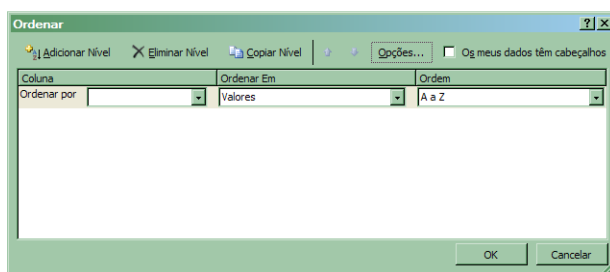 Ordenar
Adicionar Nível Eliminar Nível Copiar Nível Opções... Os meus dados têm cabeçalhos
Coluna Ordenar Em Ordem
Ordenar por Valores A a Z
OK Cancelar